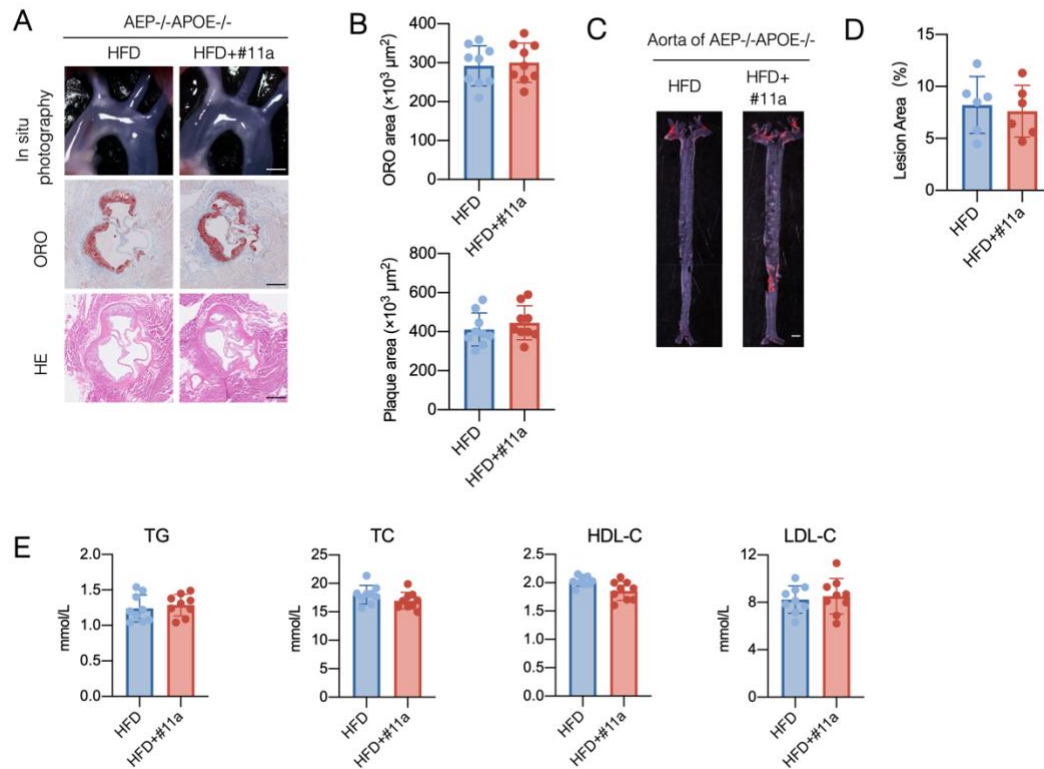 A
AEP-/-APOE-/-
HFD HFD+#11a
In situ
photography
ORO
HE
B
ORO area (×10³ μm²)
400
300
200
100
0
HFD
HFD+#11a
Plaque area (×10³ μm²)
800
600
400
200
0
HFD
HFD+#11a
C
Aorta of AEP-/-APOE-/-
HFD
HFD+
#11a
D
Lesion Area (%)
15
10
5
0
HFD
HFD+#11a
E
TG
mmol/L
2.0
1.5
1.0
0.5
0.0
HFD
HFD+#11a
TC
mmol/L
25
20
15
10
5
0
HFD
HFD+#11a
HDL-C
mmol/L
2.5
2.0
1.5
1.0
0.5
0.0
HFD
HFD+#11a
LDL-C
mmol/L
12
8
4
0
HFD
HFD+#11a